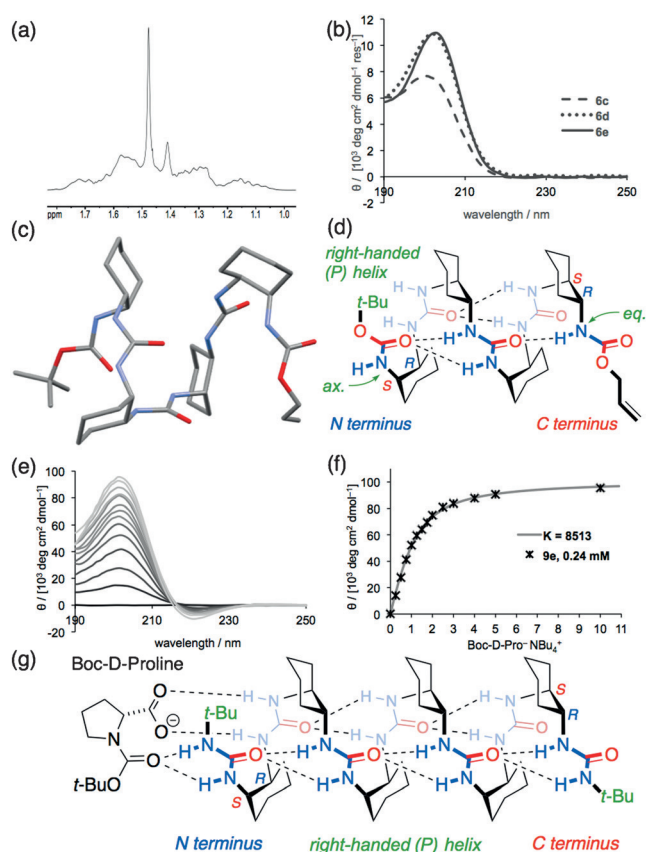 (a)
ppm 1.7 1.6 1.5 1.4 1.3 1.2 1.1 1.0
(b)
θ / [10³ deg cm² dmol⁻¹ res⁻¹)
12
10
8
6
4
2
0
-2
6c
6d
6e
190 210 230 250
wavelength / nm
(c)
(d)
right-handed
(P) helix
t-Bu
O
N
H
O
H
N
O
S
R
H
N
O
N
H
H
N
O
H
N
O
S
R
H
N
eq.
O
O
ax.
H
N
S
R
N
H
N
H
N terminus
C terminus
(e)
θ / [10³ deg cm² dmol⁻¹)
100
80
60
40
20
0
-20
190 210 230 250
wavelength / nm
(f)
θ / [10³ deg cm² dmol⁻¹)
100
80
60
40
20
0
K = 8513
9e, 0.24 mM
0 1 2 3 4 5 6 7 8 9 10 11
Boc-D-Pro⁻ NBu₄⁺
(g)
Boc-D-Proline
O
O
⊖
N
O
t-BuO
t-Bu
H
N
O
N
H
H
N
O
N
H
H
N
O
N
H
S
R
H
N
O
H
N
O
H
N
O
H
N
O
S
R
N
H
N
H
N
H
N
H
t-Bu
N terminus right-handed (P) helix C terminus